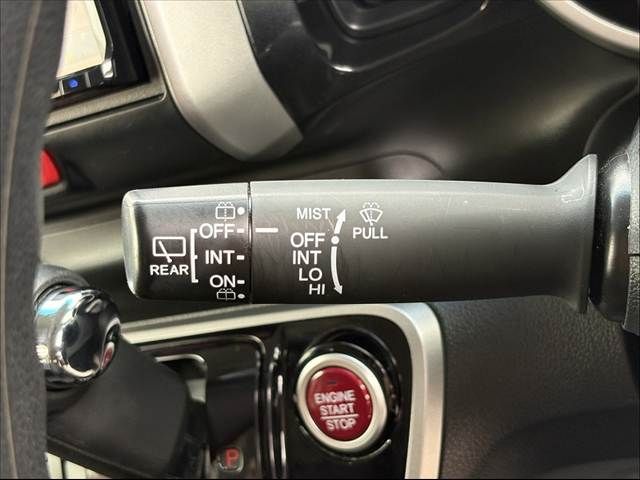 MIST
PULL
OFF
INT
LO
HI
OFF
INT
ON
REAR
ENGINE
START
STOP
P